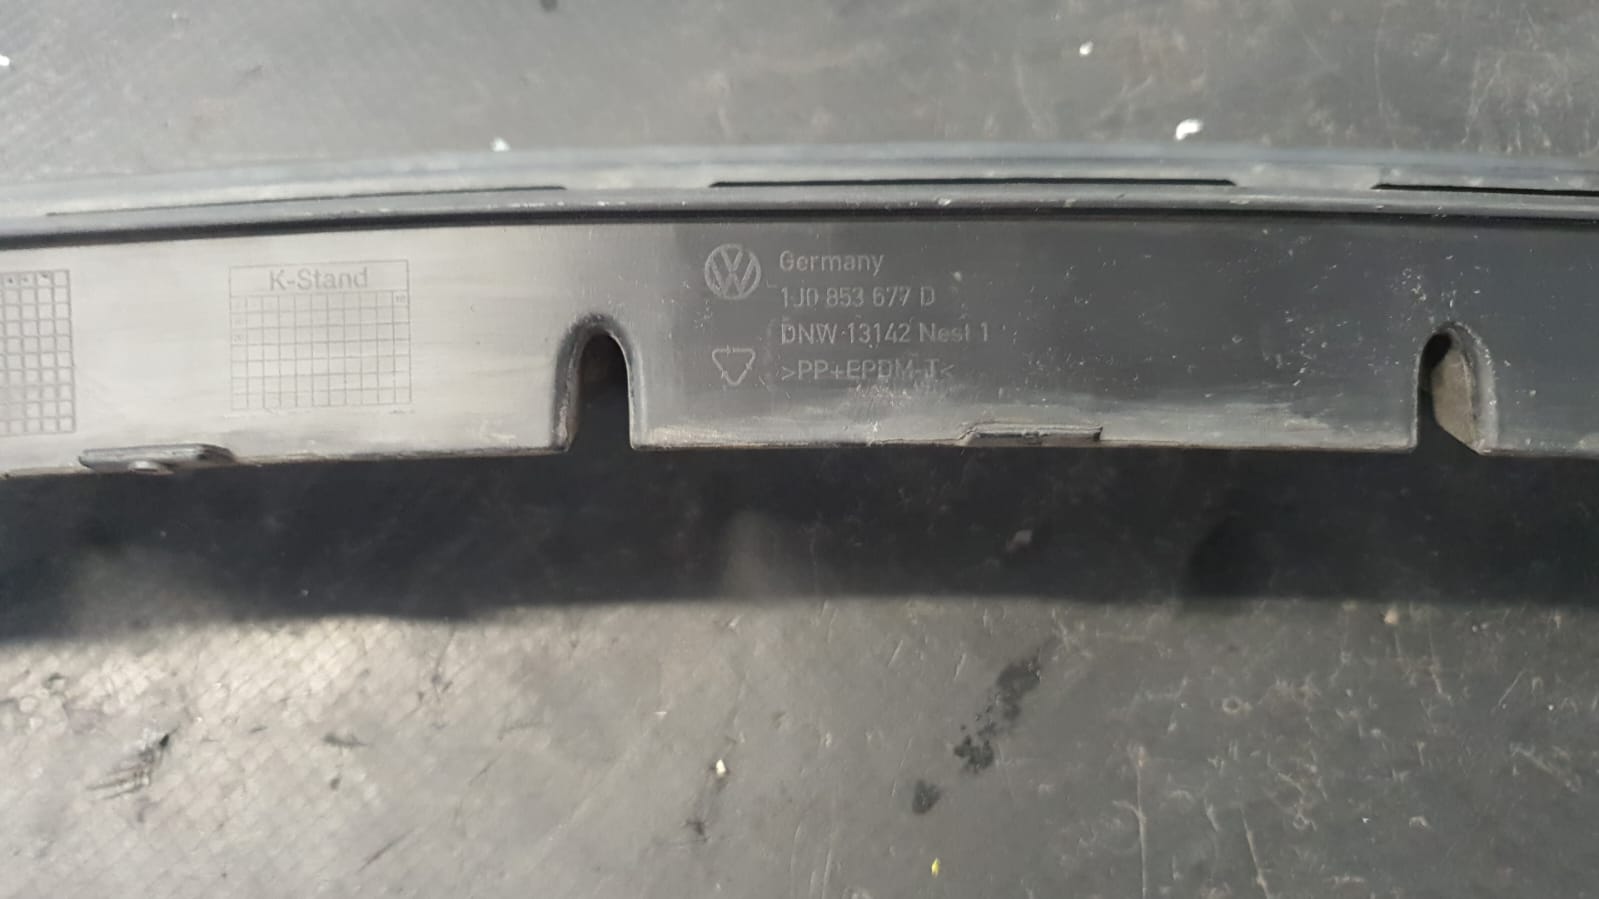 K-Stand
Germany
1J0 853 677 D
DNW 13142 Nest 1
>PP+EPDM-T<